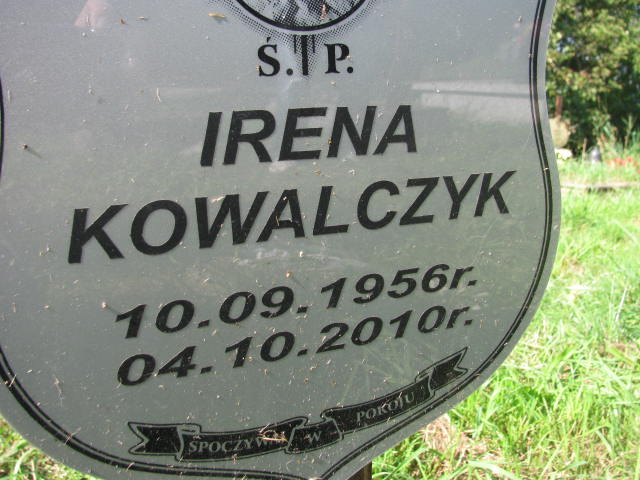 Ś. P.
IRENA
KOWALCZYK
10.09.1956r.
04.10.2010r.
SPOCZYWAJ W POKOJU